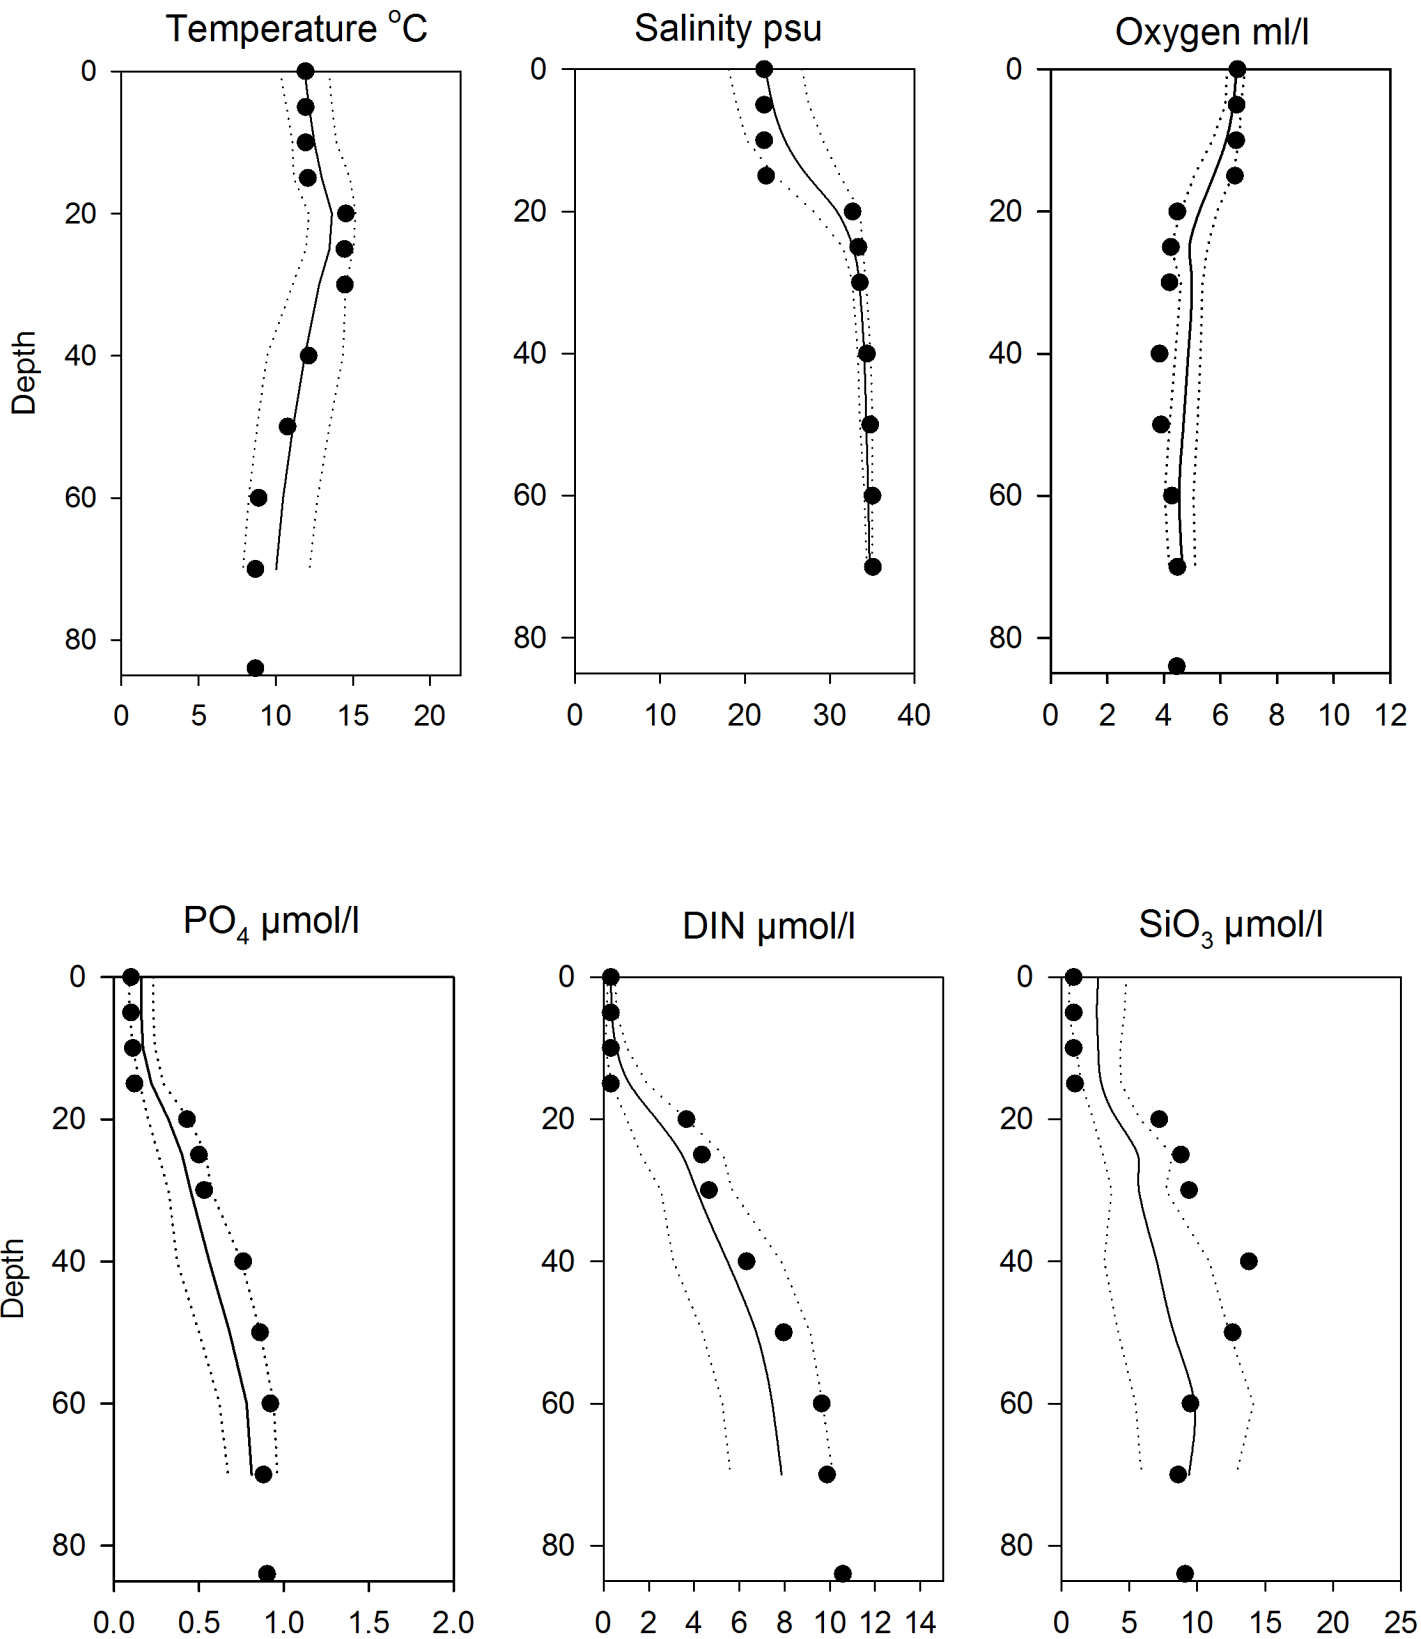 Temperature °C
Salinity psu
Oxygen ml/l
0
20
40
60
80
Depth
0 5 10 15 20
0
20
40
60
80
0 10 20 30 40
0
20
40
60
80
0 2 4 6 8 10 12
PO4 µmol/l
DIN µmol/l
SiO3 µmol/l
0
20
40
60
80
Depth
0.0 0.5 1.0 1.5 2.0
0
20
40
60
80
0 2 4 6 8 10 12 14
0
20
40
60
80
0 5 10 15 20 25